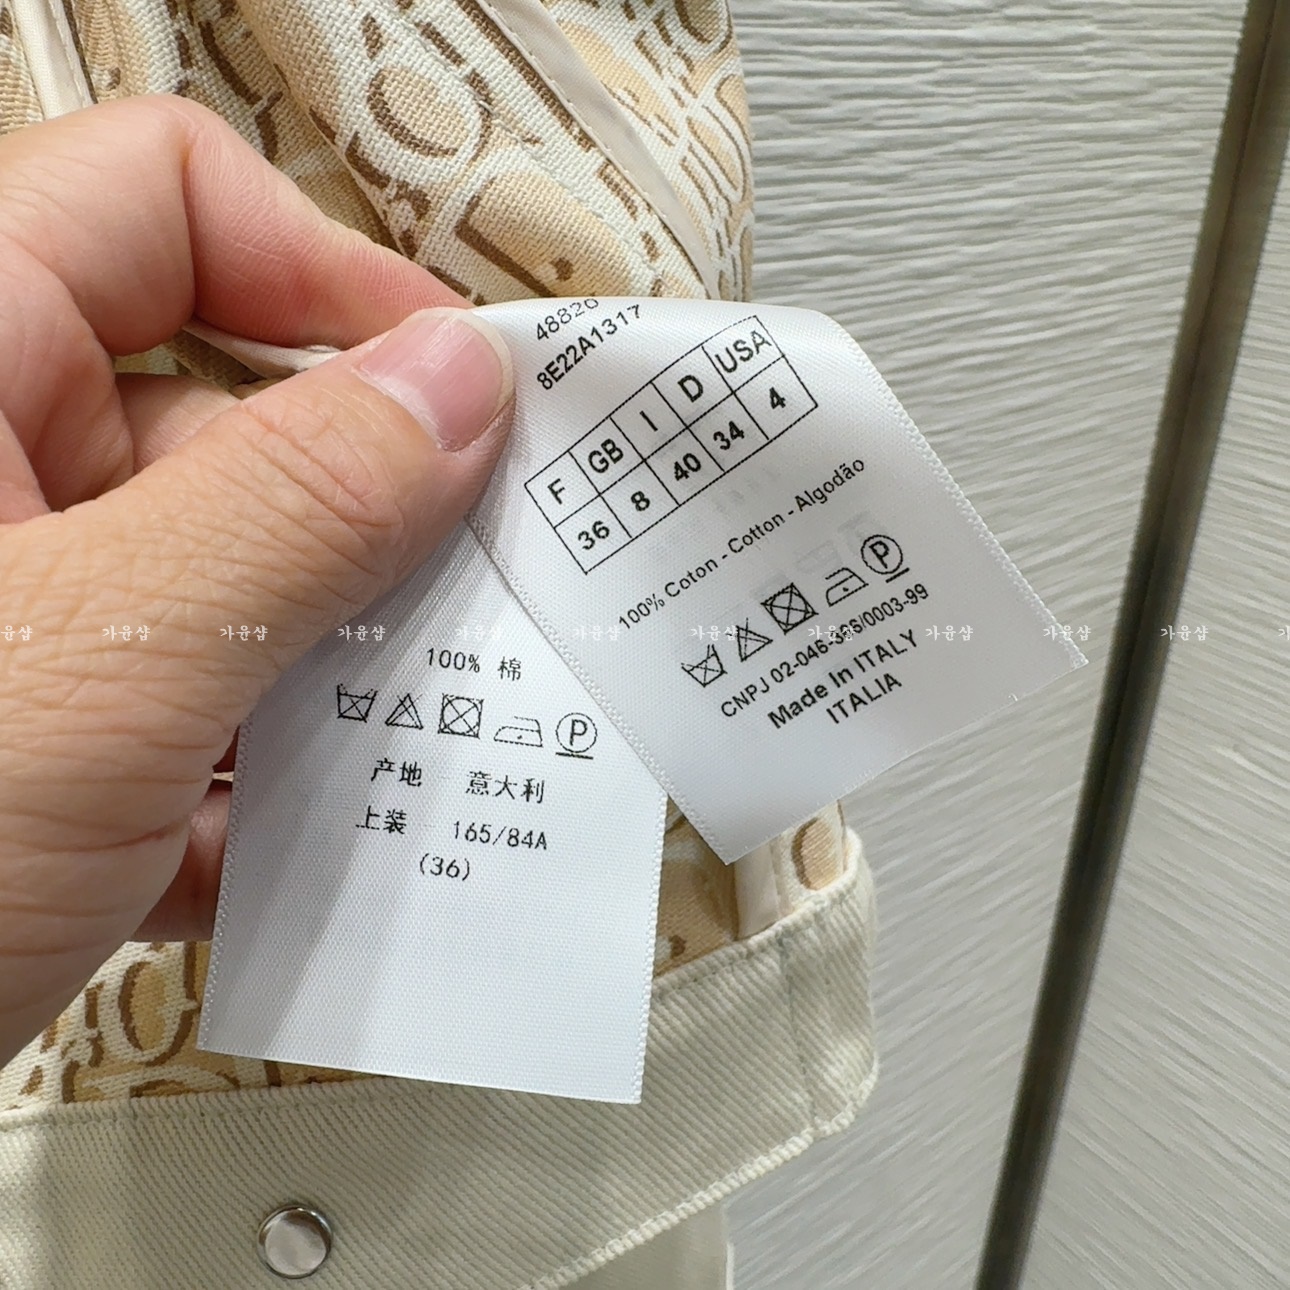 48820
8E22A1317
F GB I D USA
36 8 40 34 4
100% Coton - Cotton - Algodão
CNPJ 02-046-386/0003-99
Made In ITALY
ITALIA
가윤샵 가윤샵 가윤샵 가윤샵 가윤샵 가윤샵 가윤샵 가윤샵 가윤샵 가윤샵
100% 棉
P
P
产地 意大利
上装 165/84A
(36)